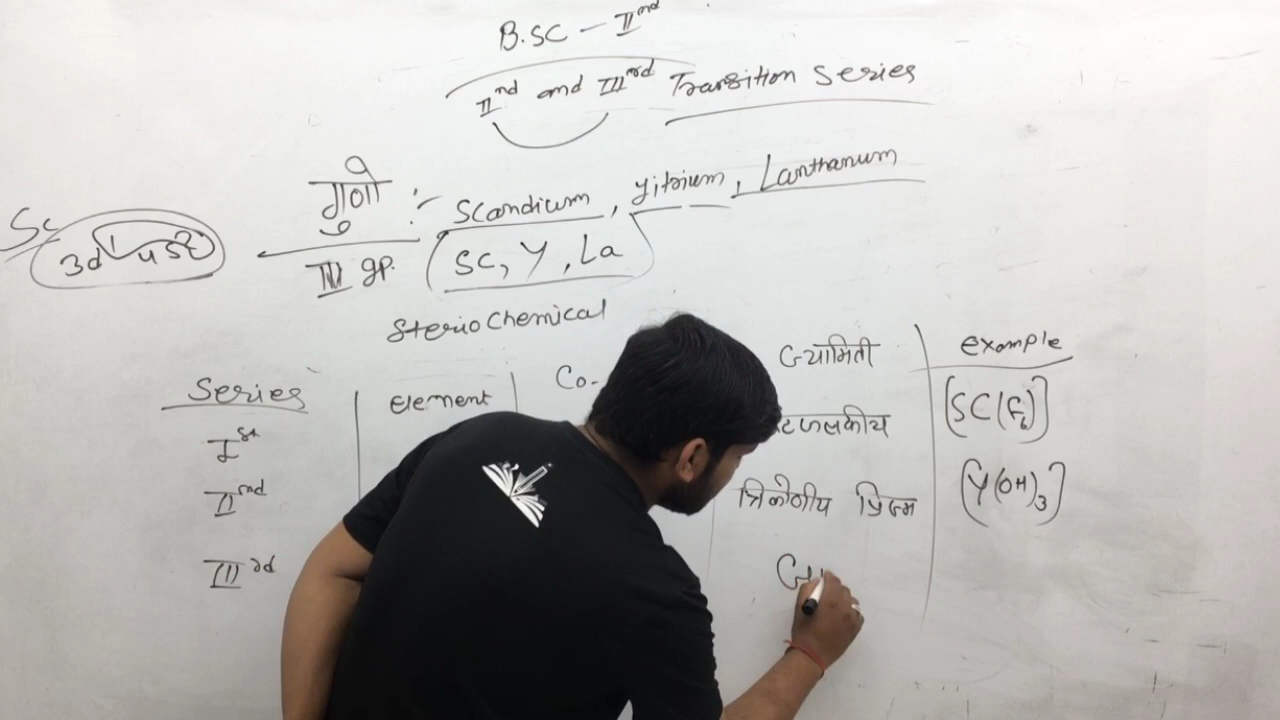 B.SC - II nd
II nd and III rd Transition Series
गुणो :- Scandium, yitrium, Lanthanum
Sc
3d1 4s2
III gp. (Sc, Y, La
Sterio Chemical
Series Element Co- ज्यामिती example
I st [SC(F6)]
II nd त्रिकोणीय प्रिज्म [Y(OH)3]
III rd